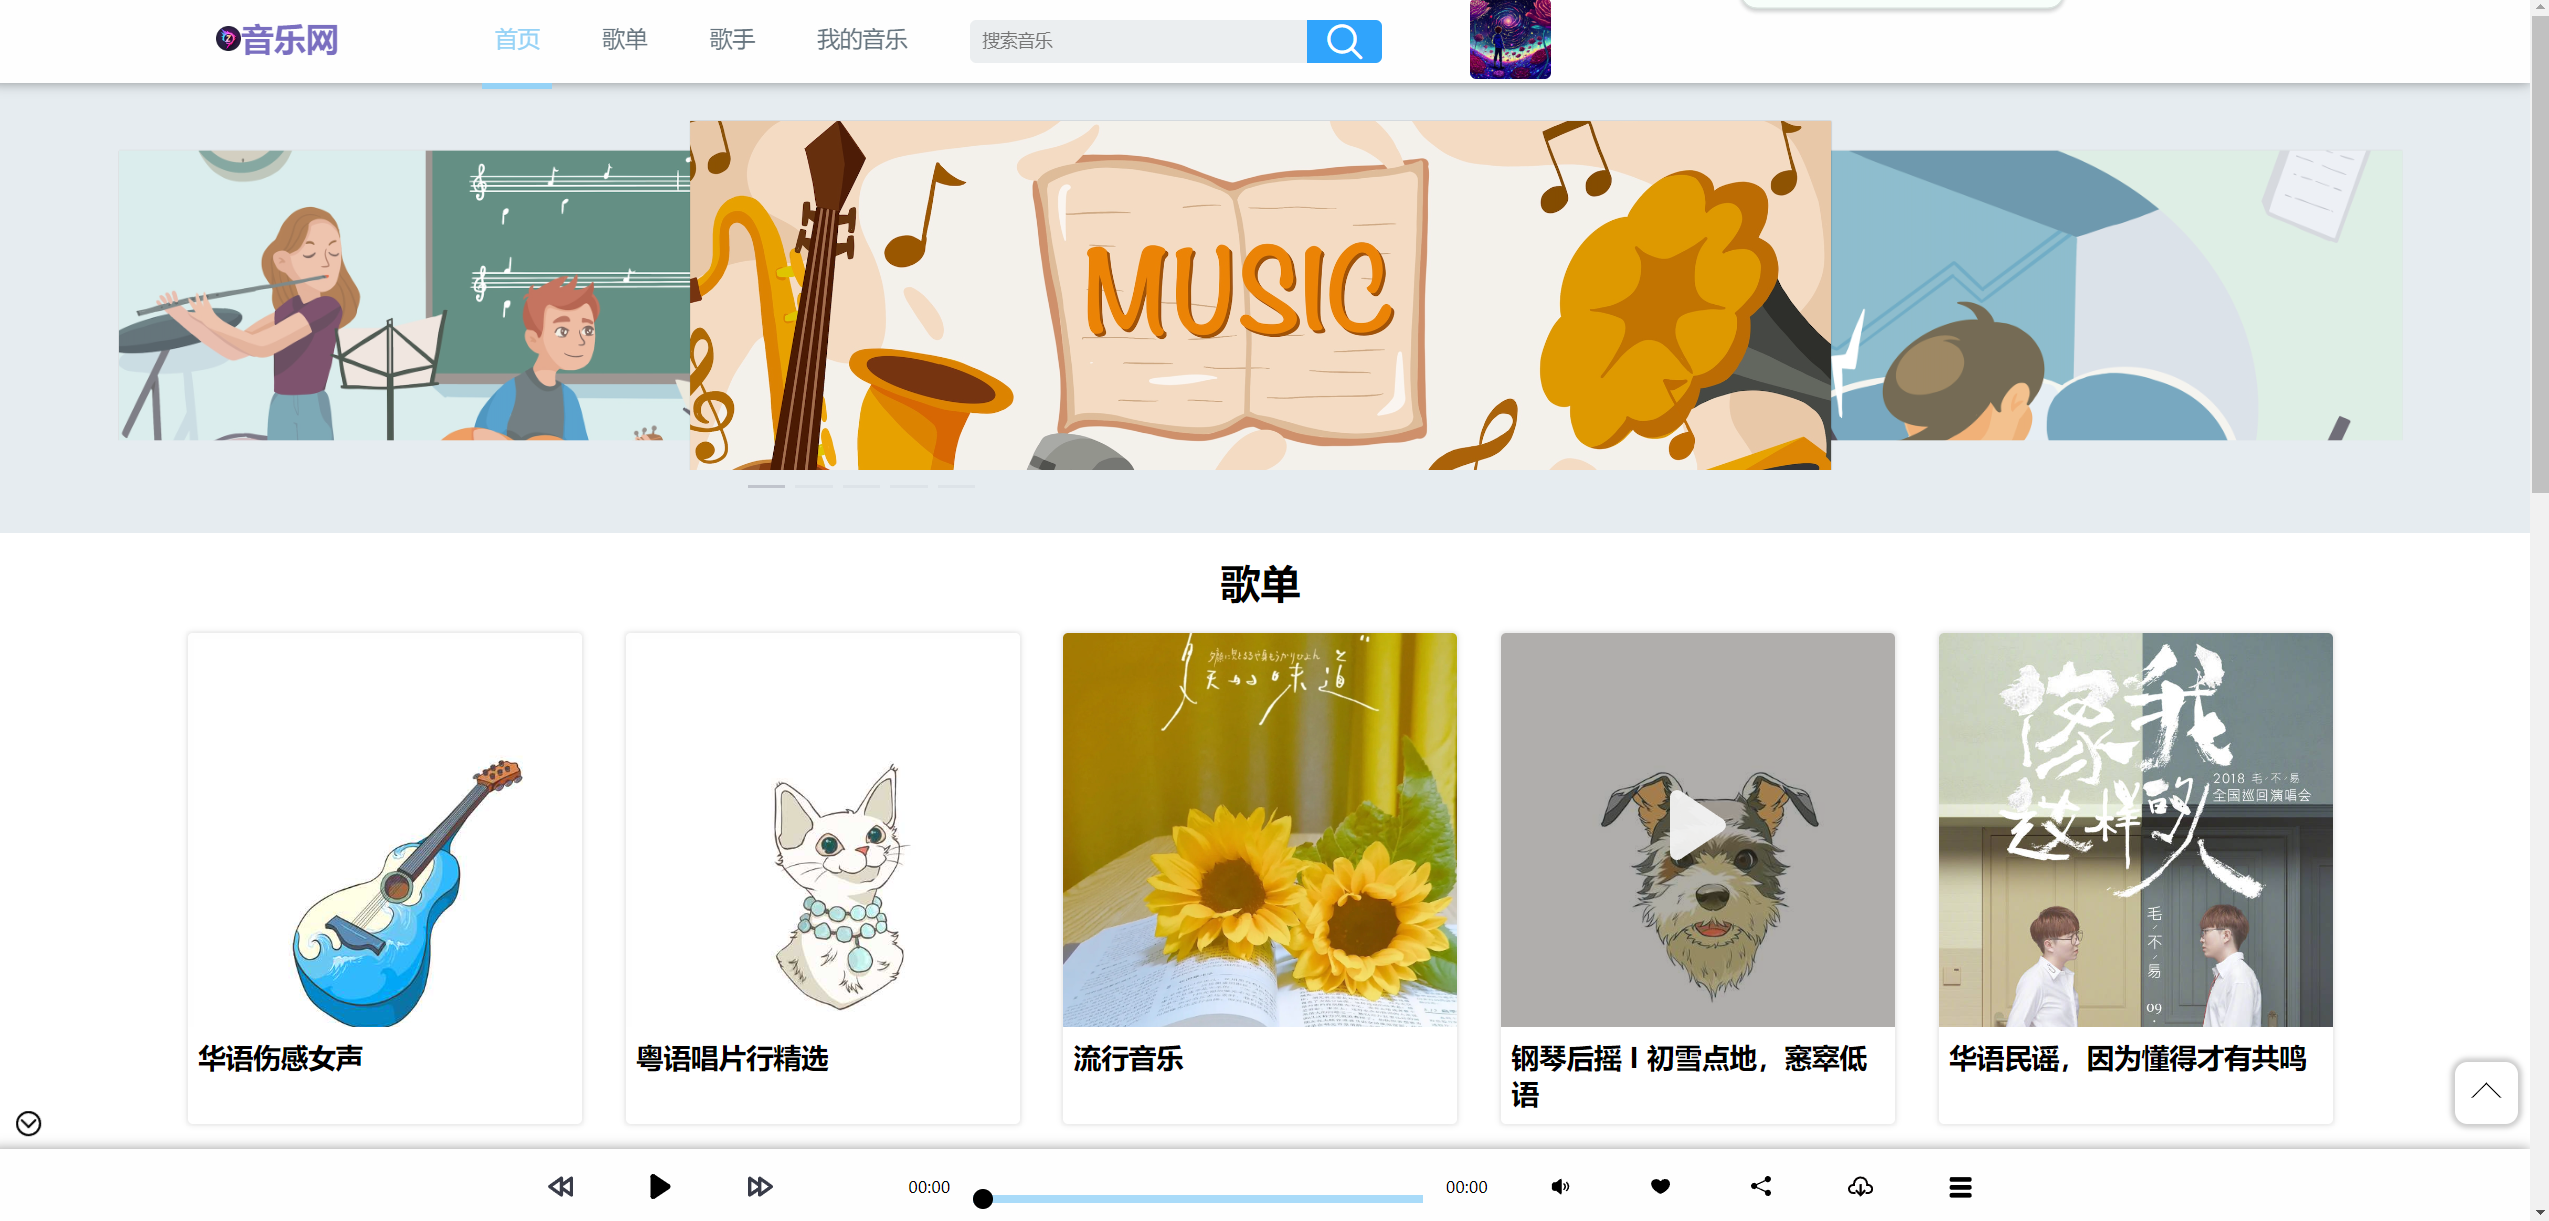 音乐网
首页 歌单 歌手 我的音乐 搜索音乐
MUSIC
歌单
味道
像我
这样的
人
2018 毛·不·易
全国巡回演唱会
毛
不
易
09
华语伤感女声
粤语唱片行精选
流行音乐
钢琴后摇 l 初雪点地，窸窣低
语
华语民谣，因为懂得才有共鸣
00:00 00:00